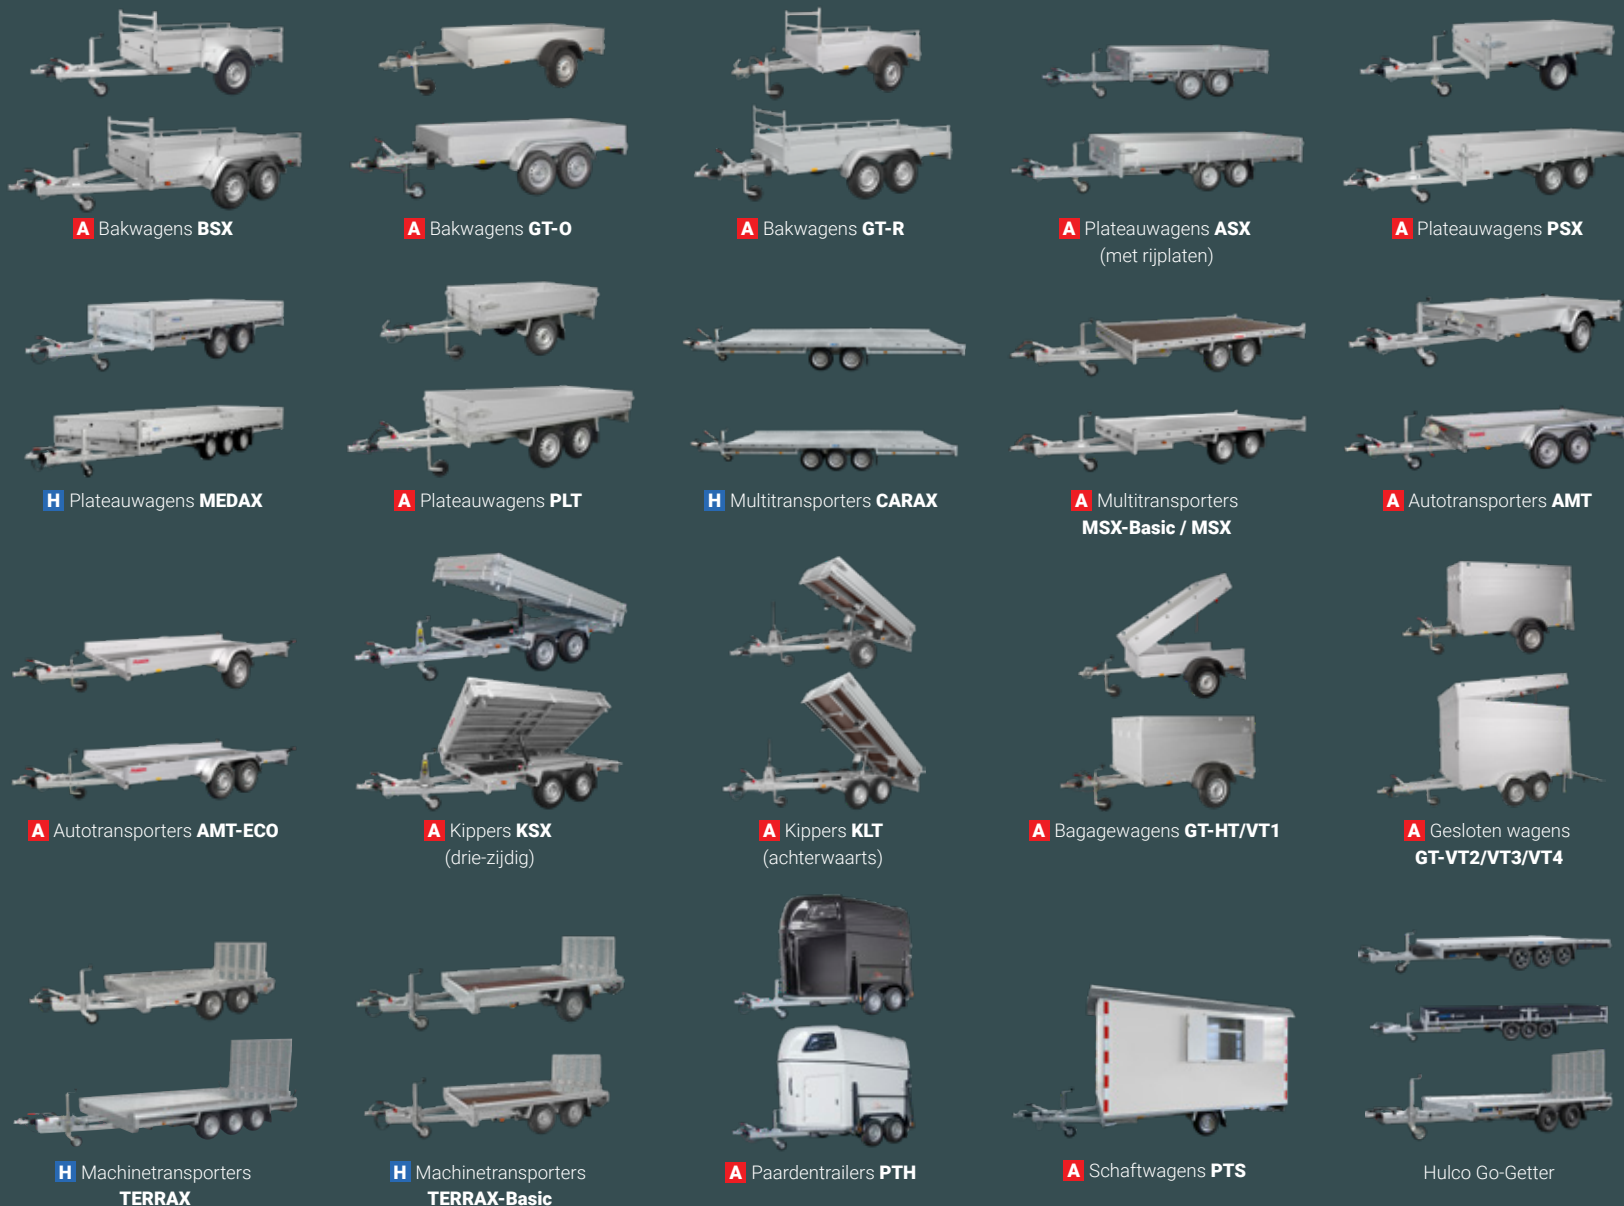 A Bakwagens BSX
A Bakwagens GT-O
A Bakwagens GT-R
A Plateauwagens ASX
(met rijplaten)
A Plateauwagens PSX
H Plateauwagens MEDAX
A Plateauwagens PLT
H Multitransporters CARAX
A Multitransporters
MSX-Basic / MSX
A Autotransporters AMT
A Autotransporters AMT-ECO
A Kippers KSX
(drie-zijdig)
A Kippers KLT
(achterwaarts)
A Bagagewagens GT-HT/VT1
A Gesloten wagens
GT-VT2/VT3/VT4
H Machinetransporters
TERRAX
H Machinetransporters
TERRAX-Basic
A Paardentrailers PTH
A Schaftwagens PTS
Hulco Go-Getter